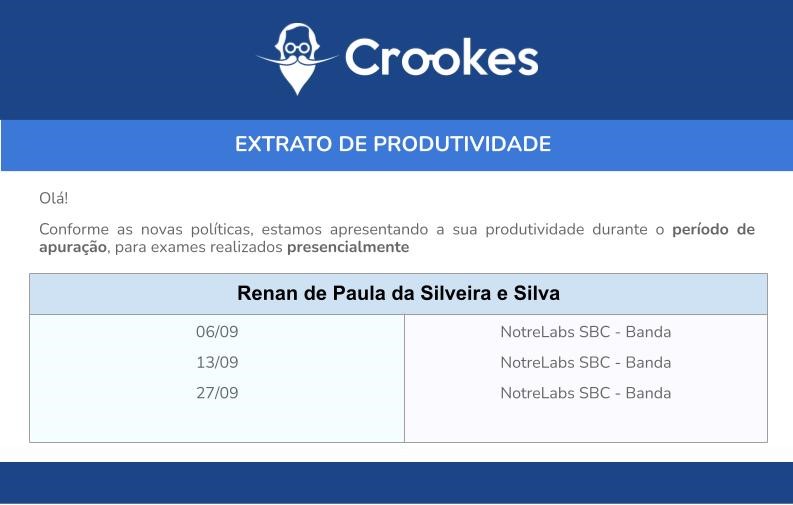 Crookes
EXTRATO DE PRODUTIVIDADE
Olá!
Conforme as novas políticas, estamos apresentando a sua produtividade durante o período de
apuração, para exames realizados presencialmente
Renan de Paula da Silveira e Silva
06/09 NotreLabs SBC - Banda
13/09 NotreLabs SBC - Banda
27/09 NotreLabs SBC - Banda